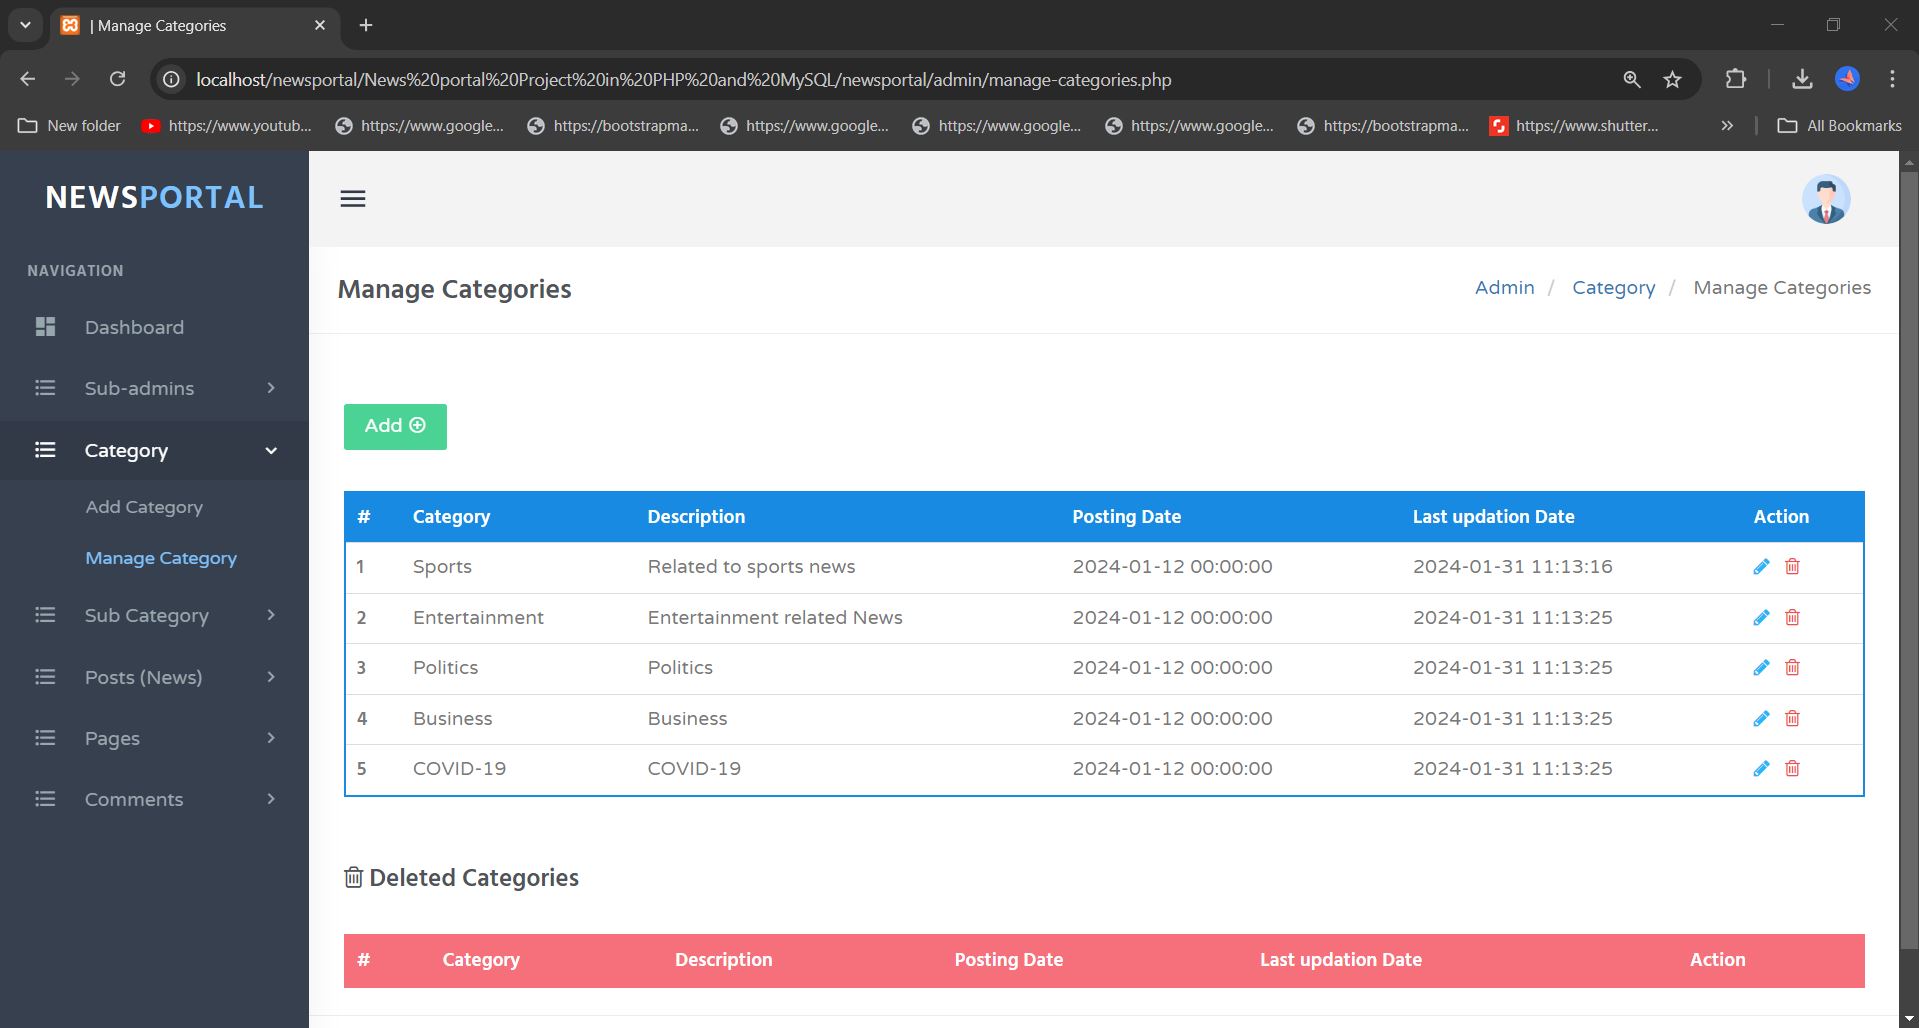 | Manage Categories
localhost/newsportal/News%20portal%20Project%20in%20PHP%20and%20MySQL/newsportal/admin/manage-categories.php
New folder https://www.youtub... https://www.google... https://bootstrapma... https://www.google... https://www.google... https://www.google... https://bootstrapma... https://www.shutter... All Bookmarks
NEWSPORTAL
NAVIGATION
Dashboard
Sub-admins
Category
Add Category
Manage Category
Sub Category
Posts (News)
Pages
Comments
Manage Categories
Admin / Category / Manage Categories
Add
# Category Description Posting Date Last updation Date Action
1 Sports Related to sports news 2024-01-12 00:00:00 2024-01-31 11:13:16
2 Entertainment Entertainment related News 2024-01-12 00:00:00 2024-01-31 11:13:25
3 Politics Politics 2024-01-12 00:00:00 2024-01-31 11:13:25
4 Business Business 2024-01-12 00:00:00 2024-01-31 11:13:25
5 COVID-19 COVID-19 2024-01-12 00:00:00 2024-01-31 11:13:25
Deleted Categories
# Category Description Posting Date Last updation Date Action